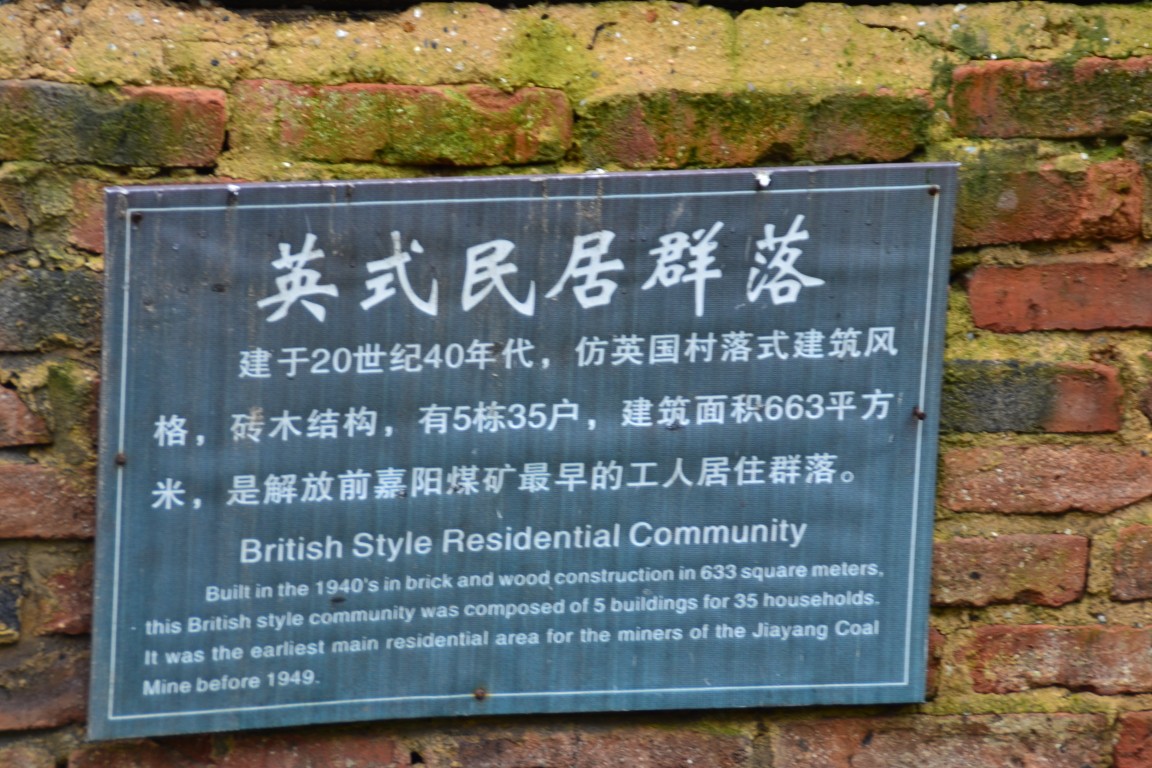 英式民居群落
建于20世纪40年代，仿英国村落式建筑风
格，砖木结构，有5栋35户，建筑面积663平方
米，是解放前嘉阳煤矿最早的工人居住群落。
British Style Residential Community
Built in the 1940's in brick and wood construction in 633 square meters,
this British style community was composed of 5 buildings for 35 households.
It was the earliest main residential area for the miners of the Jiayang Coal
Mine before 1949.